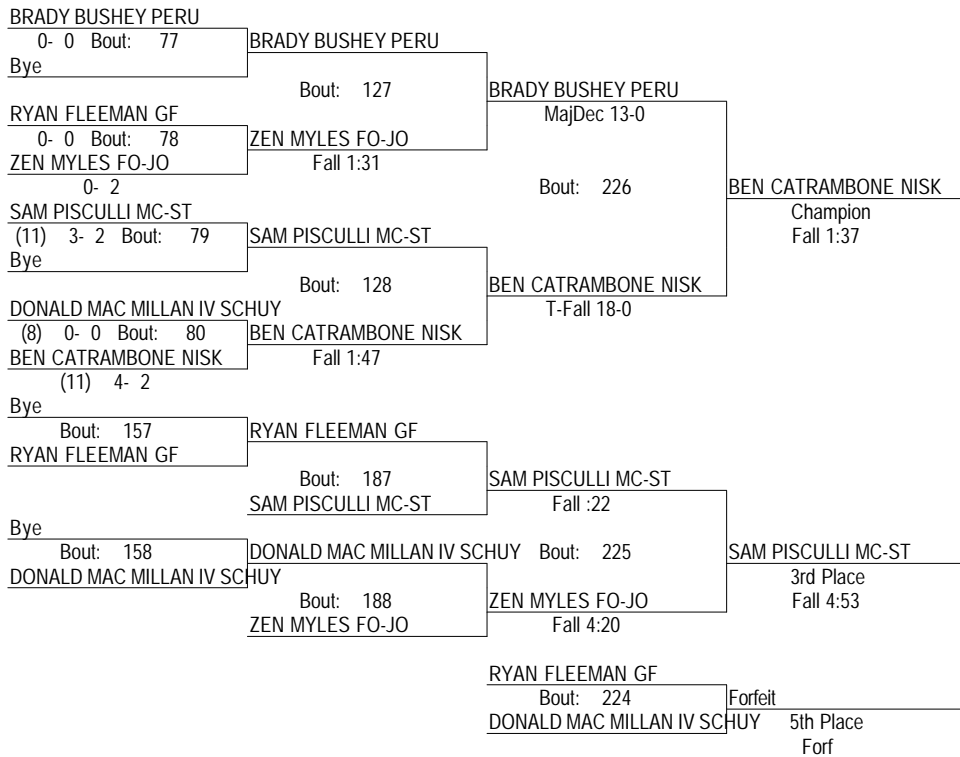 BRADY BUSHEY PERU
0- 0 Bout: 77
BRADY BUSHEY PERU
Bye
Bout: 127
BRADY BUSHEY PERU
RYAN FLEEMAN GF
MajDec 13-0
0- 0 Bout: 78
ZEN MYLES FO-JO
ZEN MYLES FO-JO
Fall 1:31
0- 2
Bout: 226
BEN CATRAMBONE NISK
SAM PISCULLI MC-ST
Champion
(11) 3- 2 Bout: 79
SAM PISCULLI MC-ST
Fall 1:37
Bye
Bout: 128
BEN CATRAMBONE NISK
DONALD MAC MILLAN IV SCHUY
T-Fall 18-0
(8) 0- 0 Bout: 80
BEN CATRAMBONE NISK
BEN CATRAMBONE NISK
Fall 1:47
(11) 4- 2
Bye
Bout: 157
RYAN FLEEMAN GF
RYAN FLEEMAN GF
Bout: 187
SAM PISCULLI MC-ST
SAM PISCULLI MC-ST
Fall :22
Bye
Bout: 158
DONALD MAC MILLAN IV SCHUY
Bout: 225
SAM PISCULLI MC-ST
DONALD MAC MILLAN IV SCHUY
3rd Place
Bout: 188
ZEN MYLES FO-JO
Fall 4:53
ZEN MYLES FO-JO
Fall 4:20
RYAN FLEEMAN GF
Bout: 224
Forfeit
DONALD MAC MILLAN IV SCHUY
5th Place
Forf